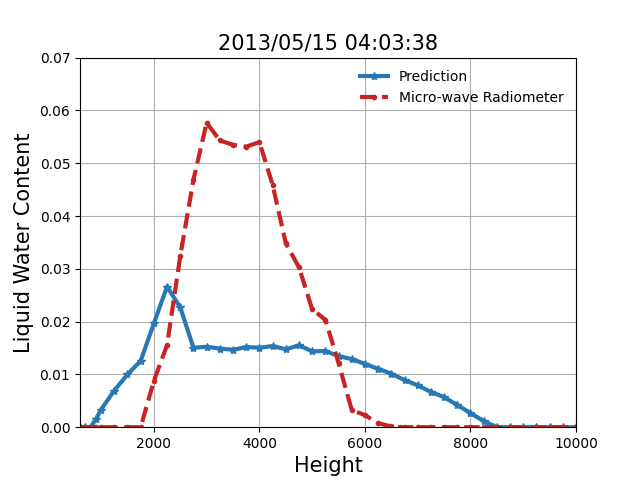 2013/05/15 04:03:38
Liquid Water Content
0.07
0.06
0.05
0.04
0.03
0.02
0.01
0.00
Prediction
Micro-wave Radiometer
2000 4000 6000 8000 10000
Height